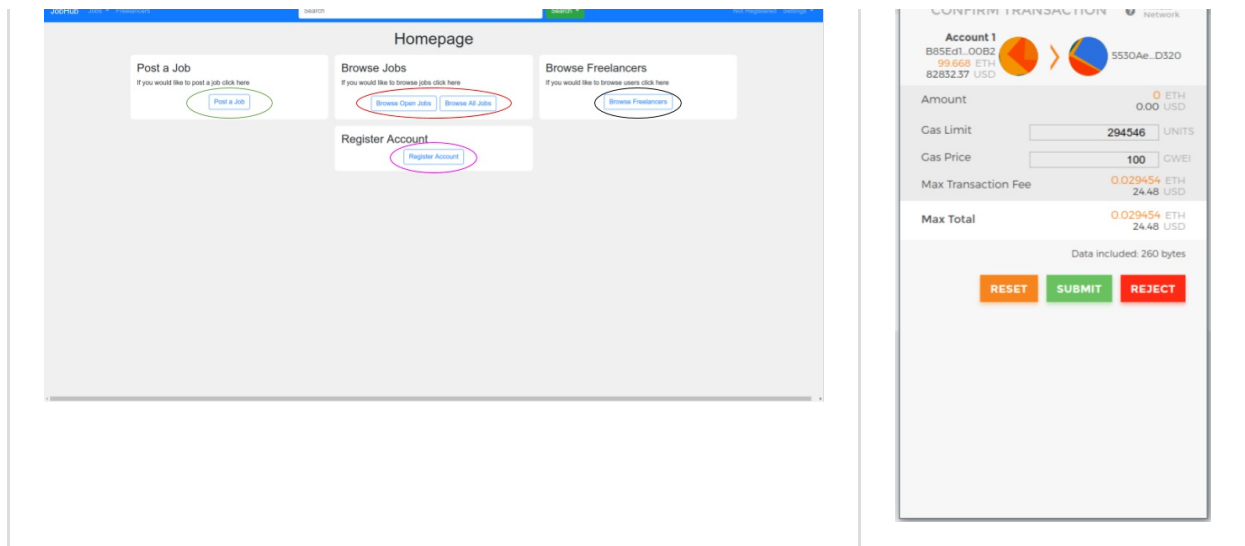 JobHub Jobs Freelancers Search Search Not Registered Settings
Homepage
Post a Job
If you would like to post a job click here
Post a Job
Browse Jobs
If you would like to browse jobs click here
Browse Open Jobs Browse All Jobs
Browse Freelancers
If you would like to browse users click here
Browse Freelancers
Register Account
Register Account
CONFIRM TRANSACTION
Network
Account 1
B85Ed1...00B2
99.668 ETH
82832.37 USD
5530Ae...D320
Amount 0 ETH
0.00 USD
Gas Limit 294546 UNITS
Gas Price 100 GWEI
Max Transaction Fee 0.029454 ETH
24.48 USD
Max Total 0.029454 ETH
24.48 USD
Data included: 260 bytes
RESET SUBMIT REJECT